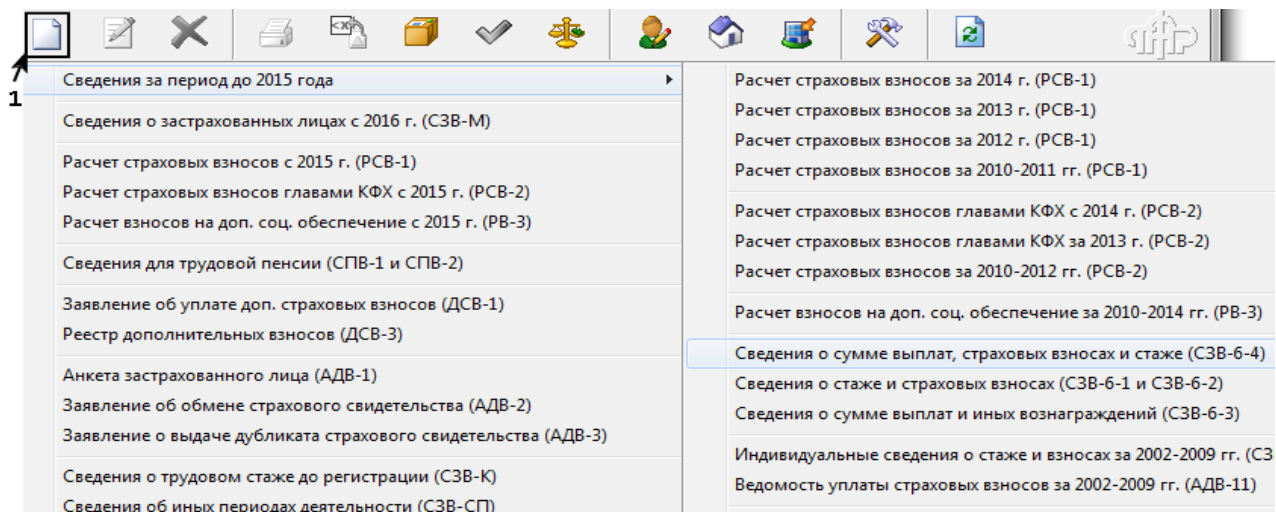 1
Сведения за период до 2015 года
Сведения о застрахованных лицах с 2016 г. (СЗВ-М)
Расчет страховых взносов с 2015 г. (РСВ-1)
Расчет страховых взносов главами КФХ с 2015 г. (РСВ-2)
Расчет взносов на доп. соц. обеспечение с 2015 г. (РВ-3)
Сведения для трудовой пенсии (СПВ-1 и СПВ-2)
Заявление об уплате доп. страховых взносов (ДСВ-1)
Реестр дополнительных взносов (ДСВ-3)
Анкета застрахованного лица (АДВ-1)
Заявление об обмене страхового свидетельства (АДВ-2)
Заявление о выдаче дубликата страхового свидетельства (АДВ-3)
Сведения о трудовом стаже до регистрации (СЗВ-К)
Сведения об иных периодах деятельности (СЗВ-СП)
Расчет страховых взносов за 2014 г. (РСВ-1)
Расчет страховых взносов за 2013 г. (РСВ-1)
Расчет страховых взносов за 2012 г. (РСВ-1)
Расчет страховых взносов за 2010-2011 гг. (РСВ-1)
Расчет страховых взносов главами КФХ с 2014 г. (РСВ-2)
Расчет страховых взносов главами КФХ за 2013 г. (РСВ-2)
Расчет страховых взносов за 2010-2012 гг. (РСВ-2)
Расчет взносов на доп. соц. обеспечение за 2010-2014 гг. (РВ-3)
Сведения о сумме выплат, страховых взносах и стаже (СЗВ-6-4)
Сведения о стаже и страховых взносах (СЗВ-6-1 и СЗВ-6-2)
Сведения о сумме выплат и иных вознаграждений (СЗВ-6-3)
Индивидуальные сведения о стаже и взносах за 2002-2009 гг. (СЗ
Ведомость уплаты страховых взносов за 2002-2009 гг. (АДВ-11)